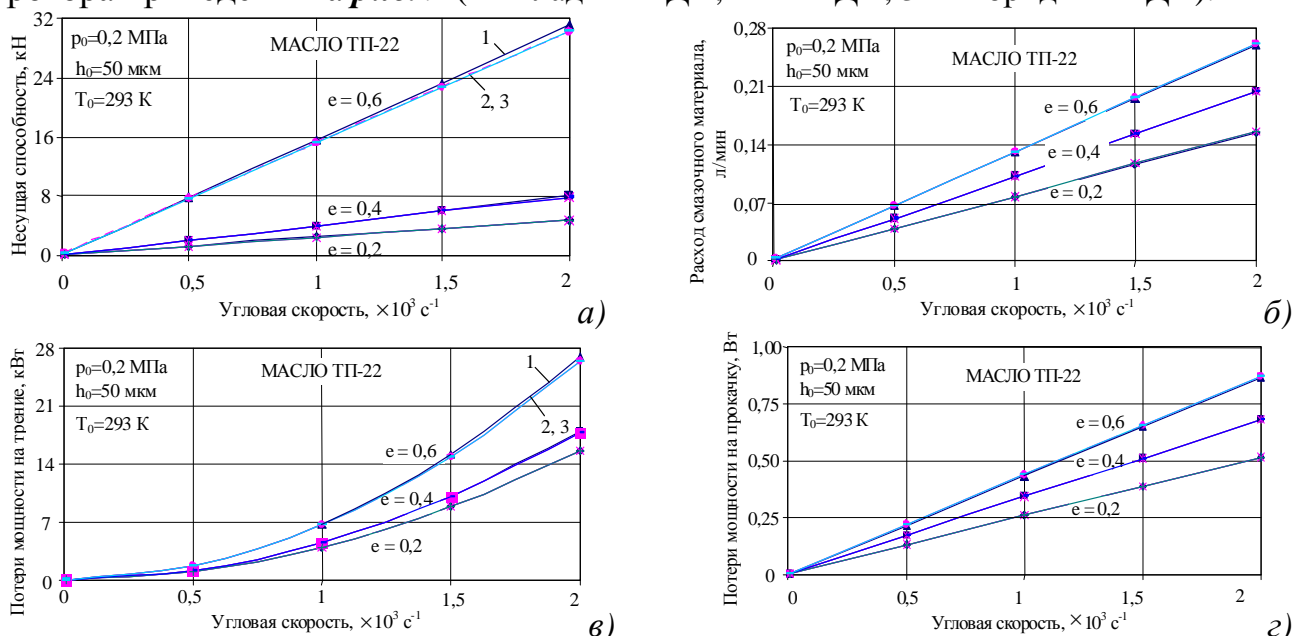 32
24
16
8
0
Несущая способность, кН
p₀=0,2 МПа
h₀=50 мкм
T₀=293 К
МАСЛО ТП-22
1
2, 3
e = 0,6
e = 0,4
e = 0,2
0 0,5 1 1,5 2
Угловая скорость, ×10³ с⁻¹
а)
0,28
0,21
0,14
0,07
0
Расход смазочного материала,
л/мин
p₀=0,2 МПа
h₀=50 мкм
T₀=293 К
МАСЛО ТП-22
e = 0,6
e = 0,4
e = 0,2
0 0,5 1 1,5 2
Угловая скорость, ×10³ с⁻¹
б)
28
21
14
7
0
Потери мощности на трение, кВт
p₀=0,2 МПа
h₀=50 мкм
T₀=293 К
МАСЛО ТП-22
1
2, 3
e = 0,6
e = 0,4
e = 0,2
0 0,5 1 1,5 2
Угловая скорость, ×10³ с⁻¹
в)
1,00
0,75
0,50
0,25
0
Потери мощности на прокачку, Вт
p₀=0,2 МПа
h₀=50 мкм
T₀=293 К
МАСЛО ТП-22
e = 0,6
e = 0,4
e = 0,2
0 0,5 1 1,5 2
Угловая скорость, ×10³ с⁻¹
г)